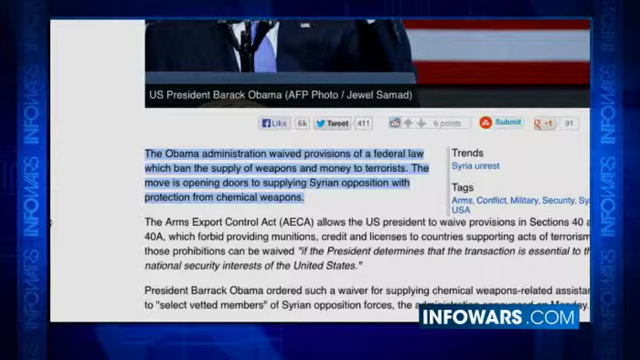 US President Barack Obama (AFP Photo / Jewel Samad)
Like 6k Tweet 411 6 points Submit +1 91
The Obama administration waived provisions of a federal law
which ban the supply of weapons and money to terrorists. The
move is opening doors to supplying Syrian opposition with
protection from chemical weapons.
Trends
Syria unrest
Tags
Arms, Conflict, Military, Security,
USA
The Arms Export Control Act (AECA) allows the US president to waive provisions in Sections 40
40A, which forbid providing munitions, credit and licenses to countries supporting acts of
those prohibitions can be waived "if the President determines that the transaction is essential to
national security interests of the United States."
President Barack Obama ordered such a waiver for supplying chemical weapons-related
to "select vetted members" of Syrian opposition forces, the on Monday.
INFOWARS.COM
INFOWARS
INFOWARS
INFOWARS
INFOWARS